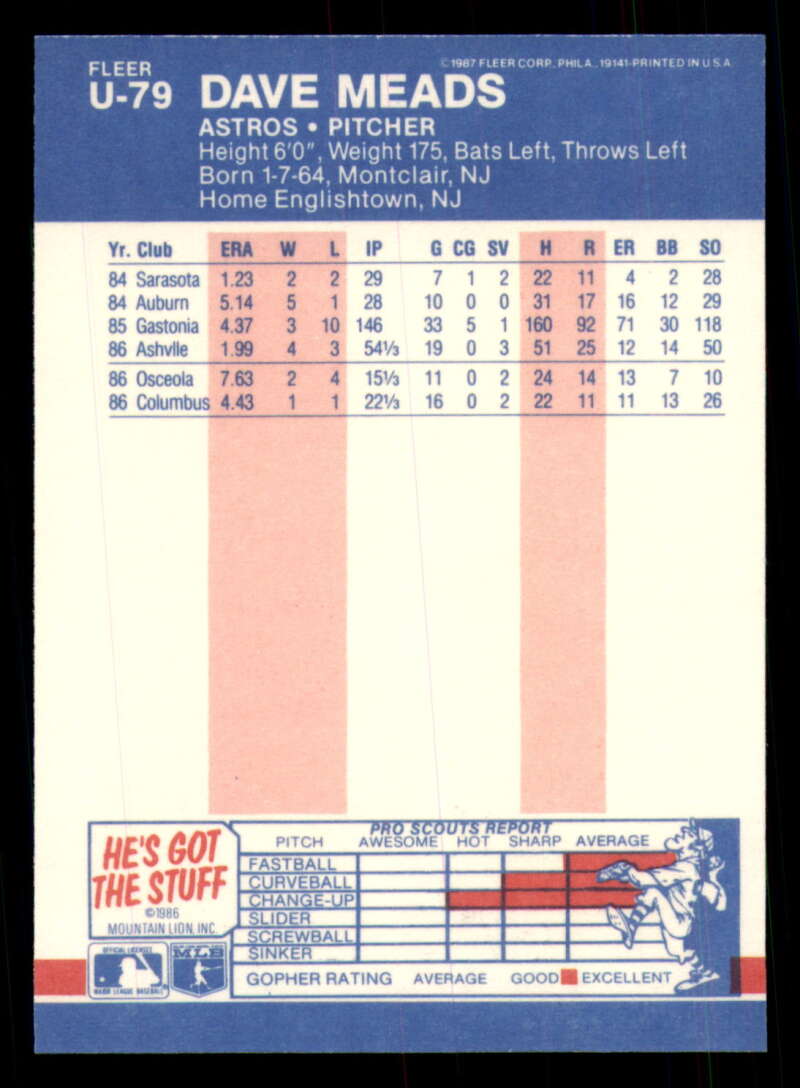 ©1987 FLEER CORP., PHILA., 19141-PRINTED IN U.S.A.
FLEER
U-79 DAVE MEADS
ASTROS • PITCHER
Height 6'0", Weight 175, Bats Left, Throws Left
Born 1-7-64, Montclair, NJ
Home Englishtown, NJ
Yr. Club ERA W L IP G CG SV H R ER BB SO
84 Sarasota 1.23 2 2 29 7 1 2 22 11 4 2 28
84 Auburn 5.14 5 1 28 10 0 0 31 17 16 12 29
85 Gastonia 4.37 3 10 146 33 5 1 160 92 71 30 118
86 Ashvlle 1.99 4 3 54⅓ 19 0 3 51 25 12 14 50
86 Osceola 7.63 2 4 15⅓ 11 0 2 24 14 13 7 10
86 Columbus 4.43 1 1 22⅓ 16 0 2 22 11 11 13 26
HE'S GOT
THE STUFF
©1986
MOUNTAIN LION, INC.
OFFICIAL LICENSEE
MAJOR LEAGUE BASEBALL
MLB
PRO SCOUTS REPORT
PITCH AWESOME HOT SHARP AVERAGE
FASTBALL
CURVEBALL
CHANGE-UP
SLIDER
SCREWBALL
SINKER
GOPHER RATING AVERAGE GOOD EXCELLENT